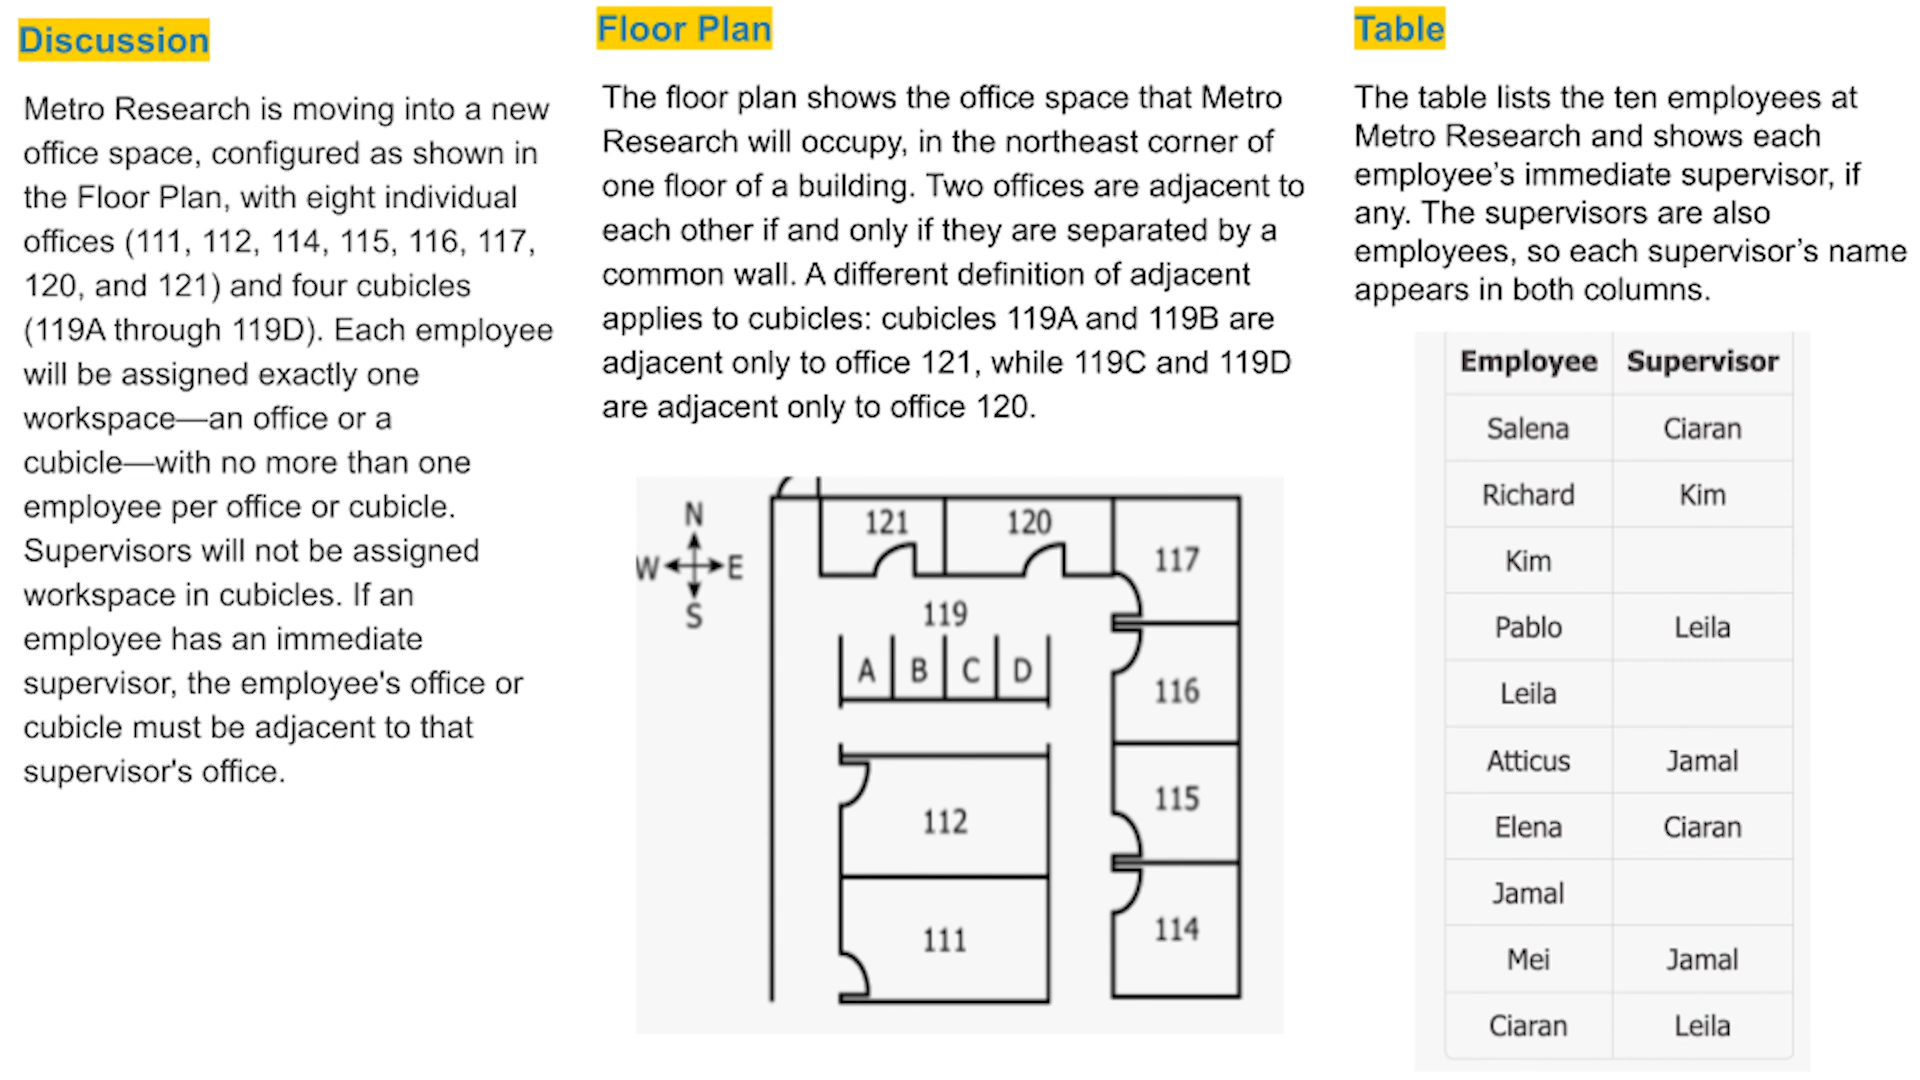 Discussion
Metro Research is moving into a new
office space, configured as shown in
the Floor Plan, with eight individual
offices (111, 112, 114, 115, 116, 117,
120, and 121) and four cubicles
(119A through 119D). Each employee
will be assigned exactly one
workspace—an office or a
cubicle—with no more than one
employee per office or cubicle.
Supervisors will not be assigned
workspace in cubicles. If an
employee has an immediate
supervisor, the employee's office or
cubicle must be adjacent to that
supervisor's office.
Floor Plan
The floor plan shows the office space that Metro
Research will occupy, in the northeast corner of
one floor of a building. Two offices are adjacent to
each other if and only if they are separated by a
common wall. A different definition of adjacent
applies to cubicles: cubicles 119A and 119B are
adjacent only to office 121, while 119C and 119D
are adjacent only to office 120.
N
W E
S
121 120
117
119
A B C D
116
112
115
111
114
Table
The table lists the ten employees at
Metro Research and shows each
employee’s immediate supervisor, if
any. The supervisors are also
employees, so each supervisor’s name
appears in both columns.
Employee Supervisor
Salena Ciaran
Richard Kim
Kim
Pablo Leila
Leila
Atticus Jamal
Elena Ciaran
Jamal
Mei Jamal
Ciaran Leila